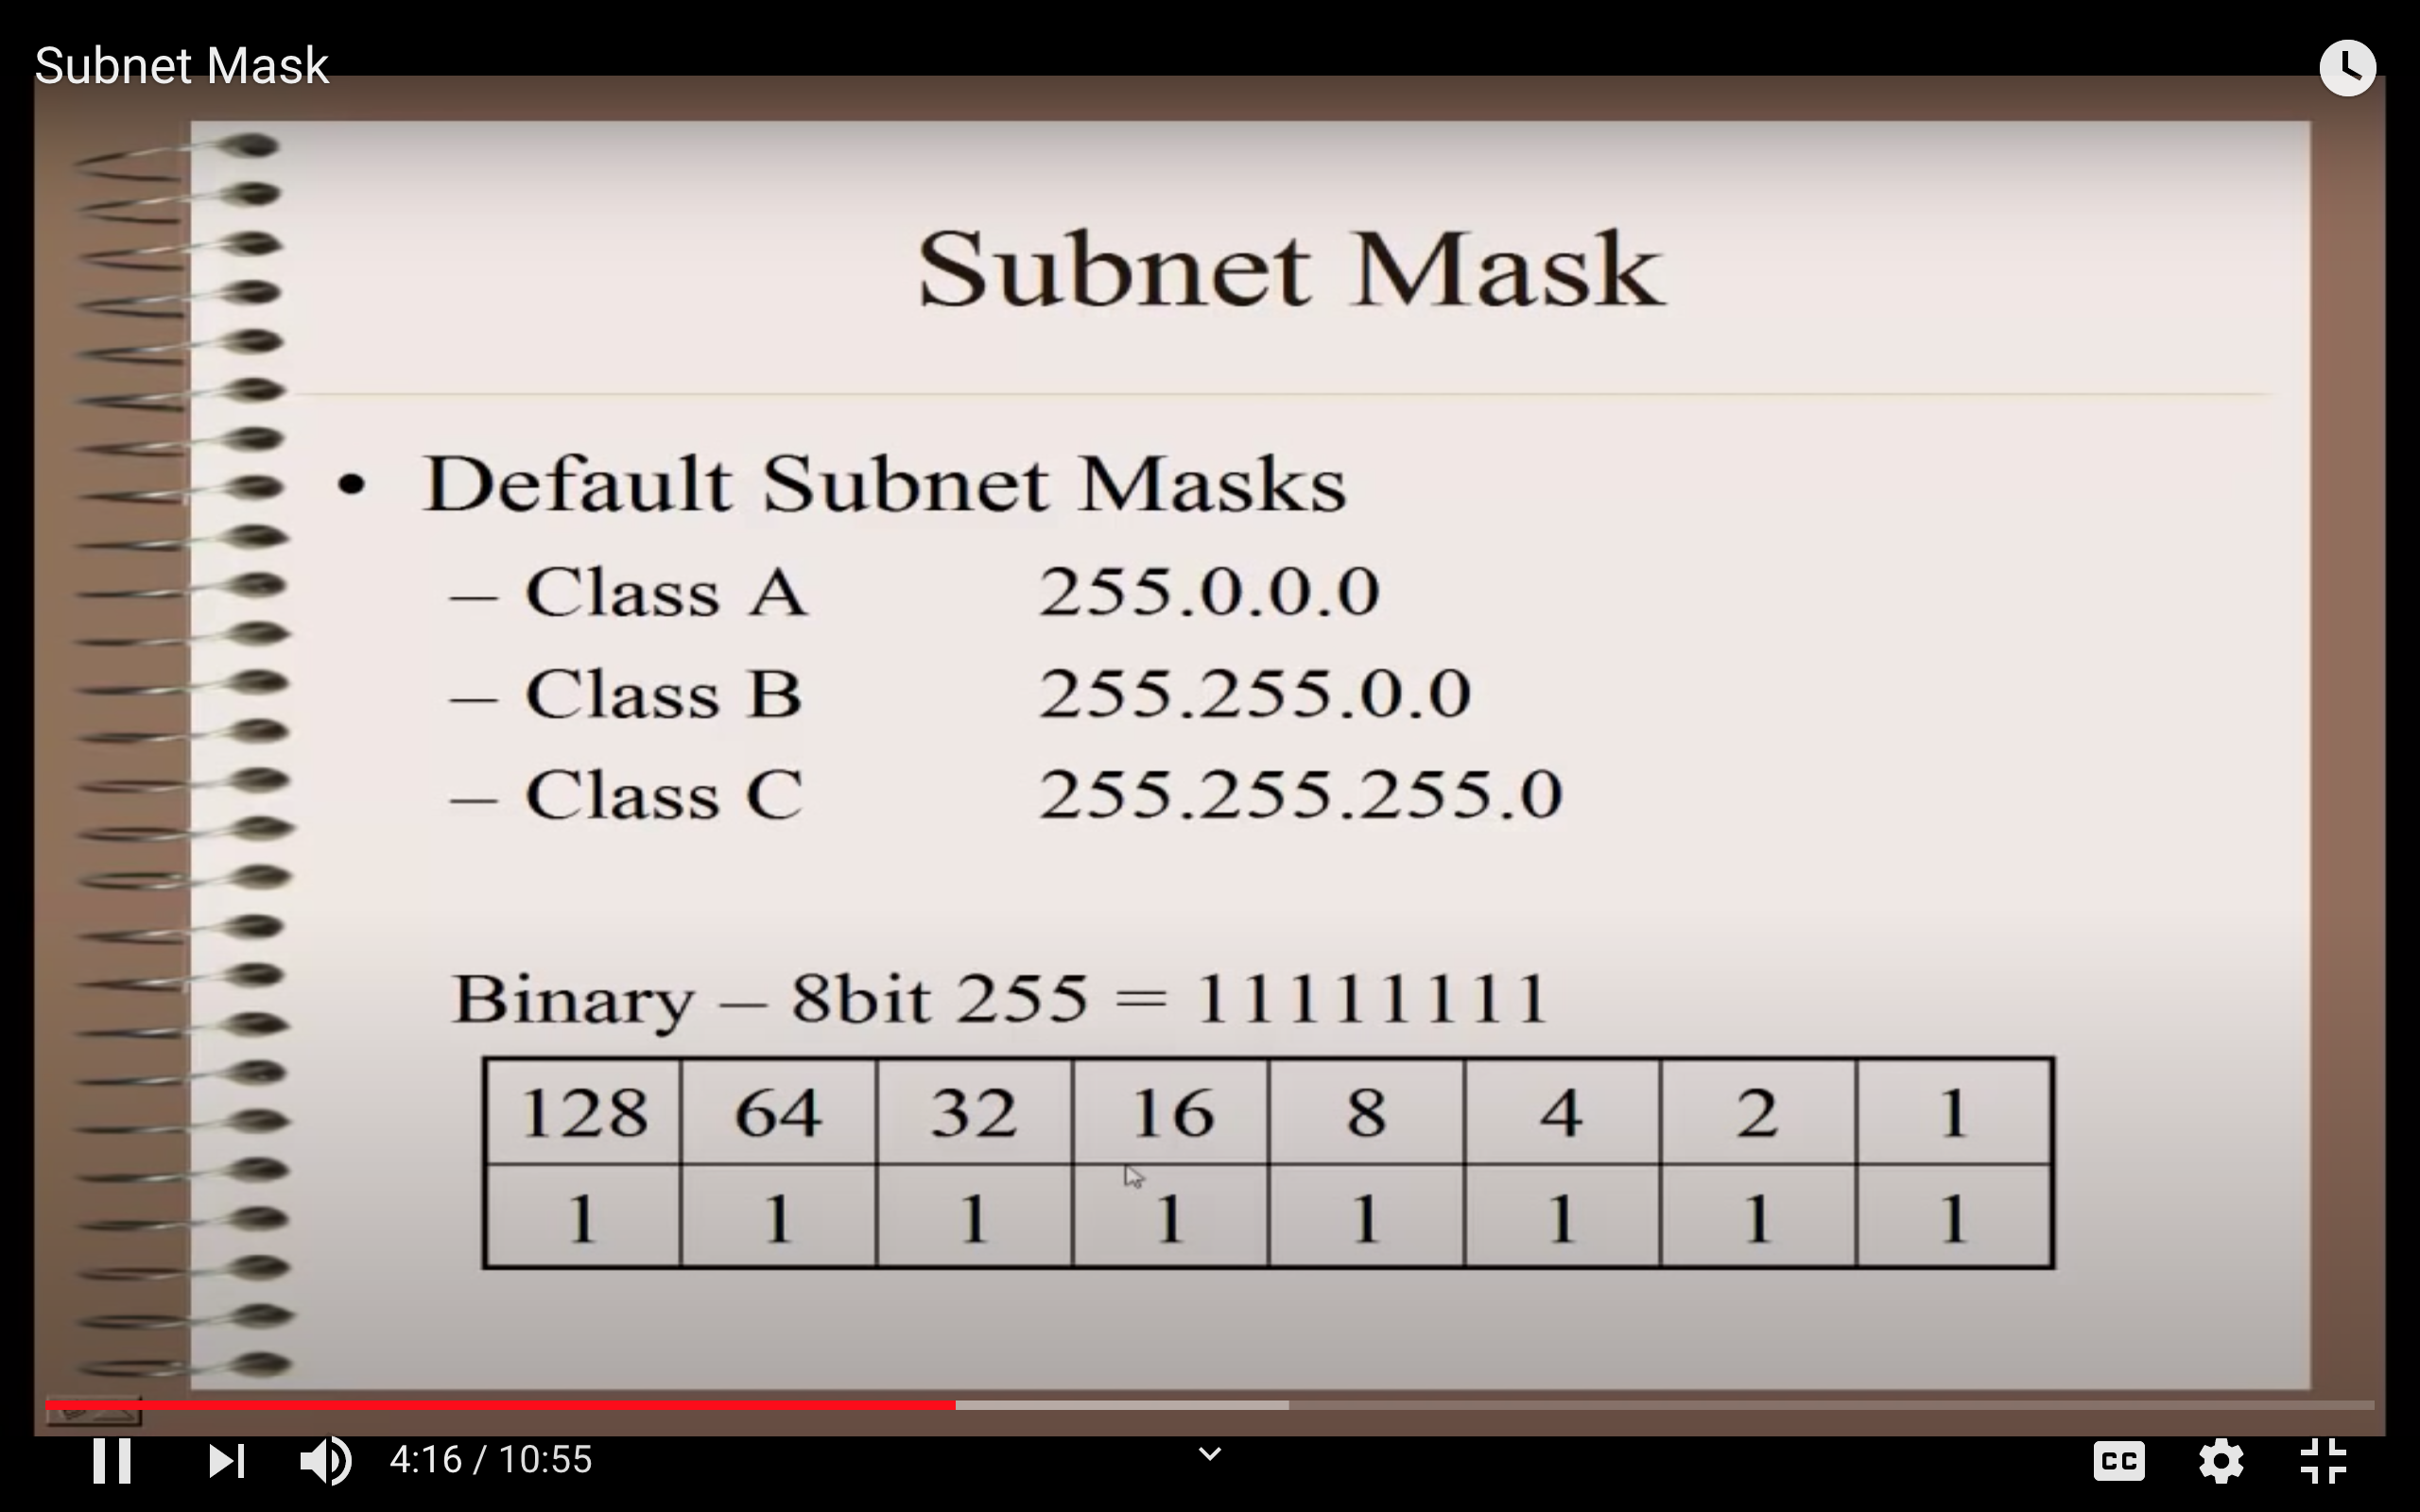 Subnet Mask
Subnet Mask
• Default Subnet Masks
– Class A 255.0.0.0
– Class B 255.255.0.0
– Class C 255.255.255.0
Binary – 8bit 255 = 11111111
128 64 32 16 8 4 2 1
1 1 1 1 1 1 1 1
4:16 / 10:55
CC